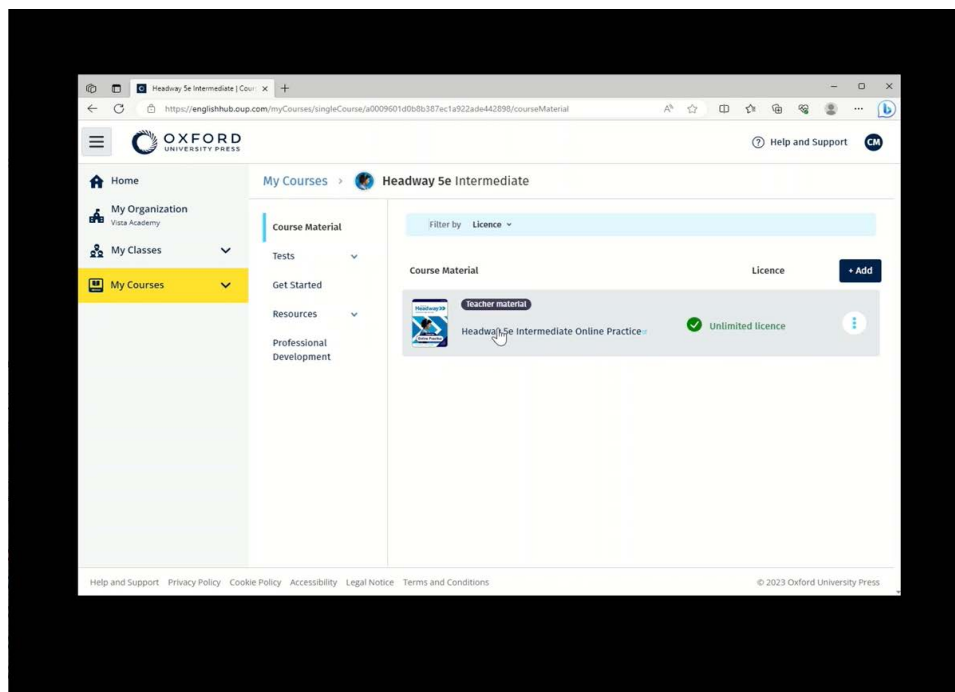 Headway 5e Intermediate | Cour
https://englishhub.oup.com/myCourses/singleCourse/a0009601d0b8b387ec1a922ade442898/courseMaterial
OXFORD
UNIVERSITY PRESS
Help and Support
CM
Home
My Organization
Vista Academy
My Classes
My Courses
My Courses > Headway 5e Intermediate
Course Material
Tests
Get Started
Resources
Professional
Development
Filter by Licence
Course Material Licence + Add
Headway
Online Practice
Teacher material
Headway 5e Intermediate Online Practice
Unlimited licence
Help and Support Privacy Policy Cookie Policy Accessibility Legal Notice Terms and Conditions © 2023 Oxford University Press